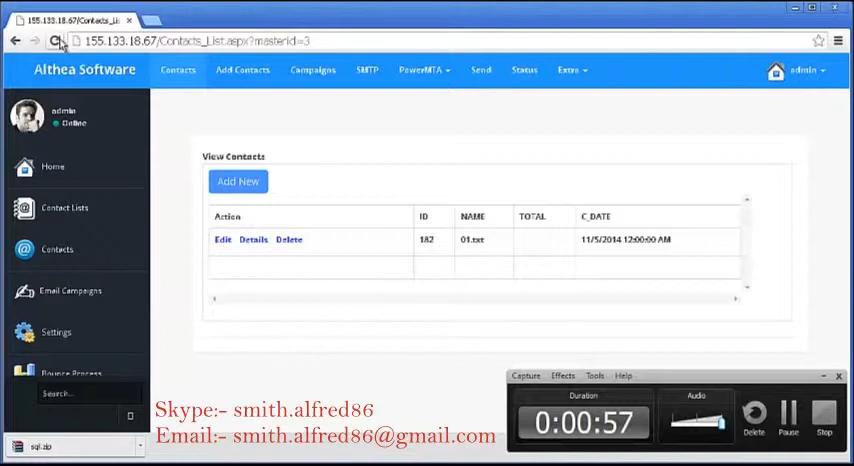 155.133.18.67/Contacts_Lis
155.133.18.67/Contacts_List.aspx?masterid=3
Althea Software Contacts Add Contacts Campaigns SMTP PowerMTA Send Status Extra admin
admin
Online
Home
Contact Lists
Contacts
Email Campaigns
Settings
Bounce Process
Search...
View Contacts
Add New
Action ID NAME TOTAL C_DATE
Edit Details Delete 182 01.txt 11/5/2014 12:00:00 AM
Capture Effects Tools Help
Duration
0:00:57
Audio
Delete Pause Stop
Skype:- smith.alfred86
Email:- smith.alfred86@gmail.com
sql.zip